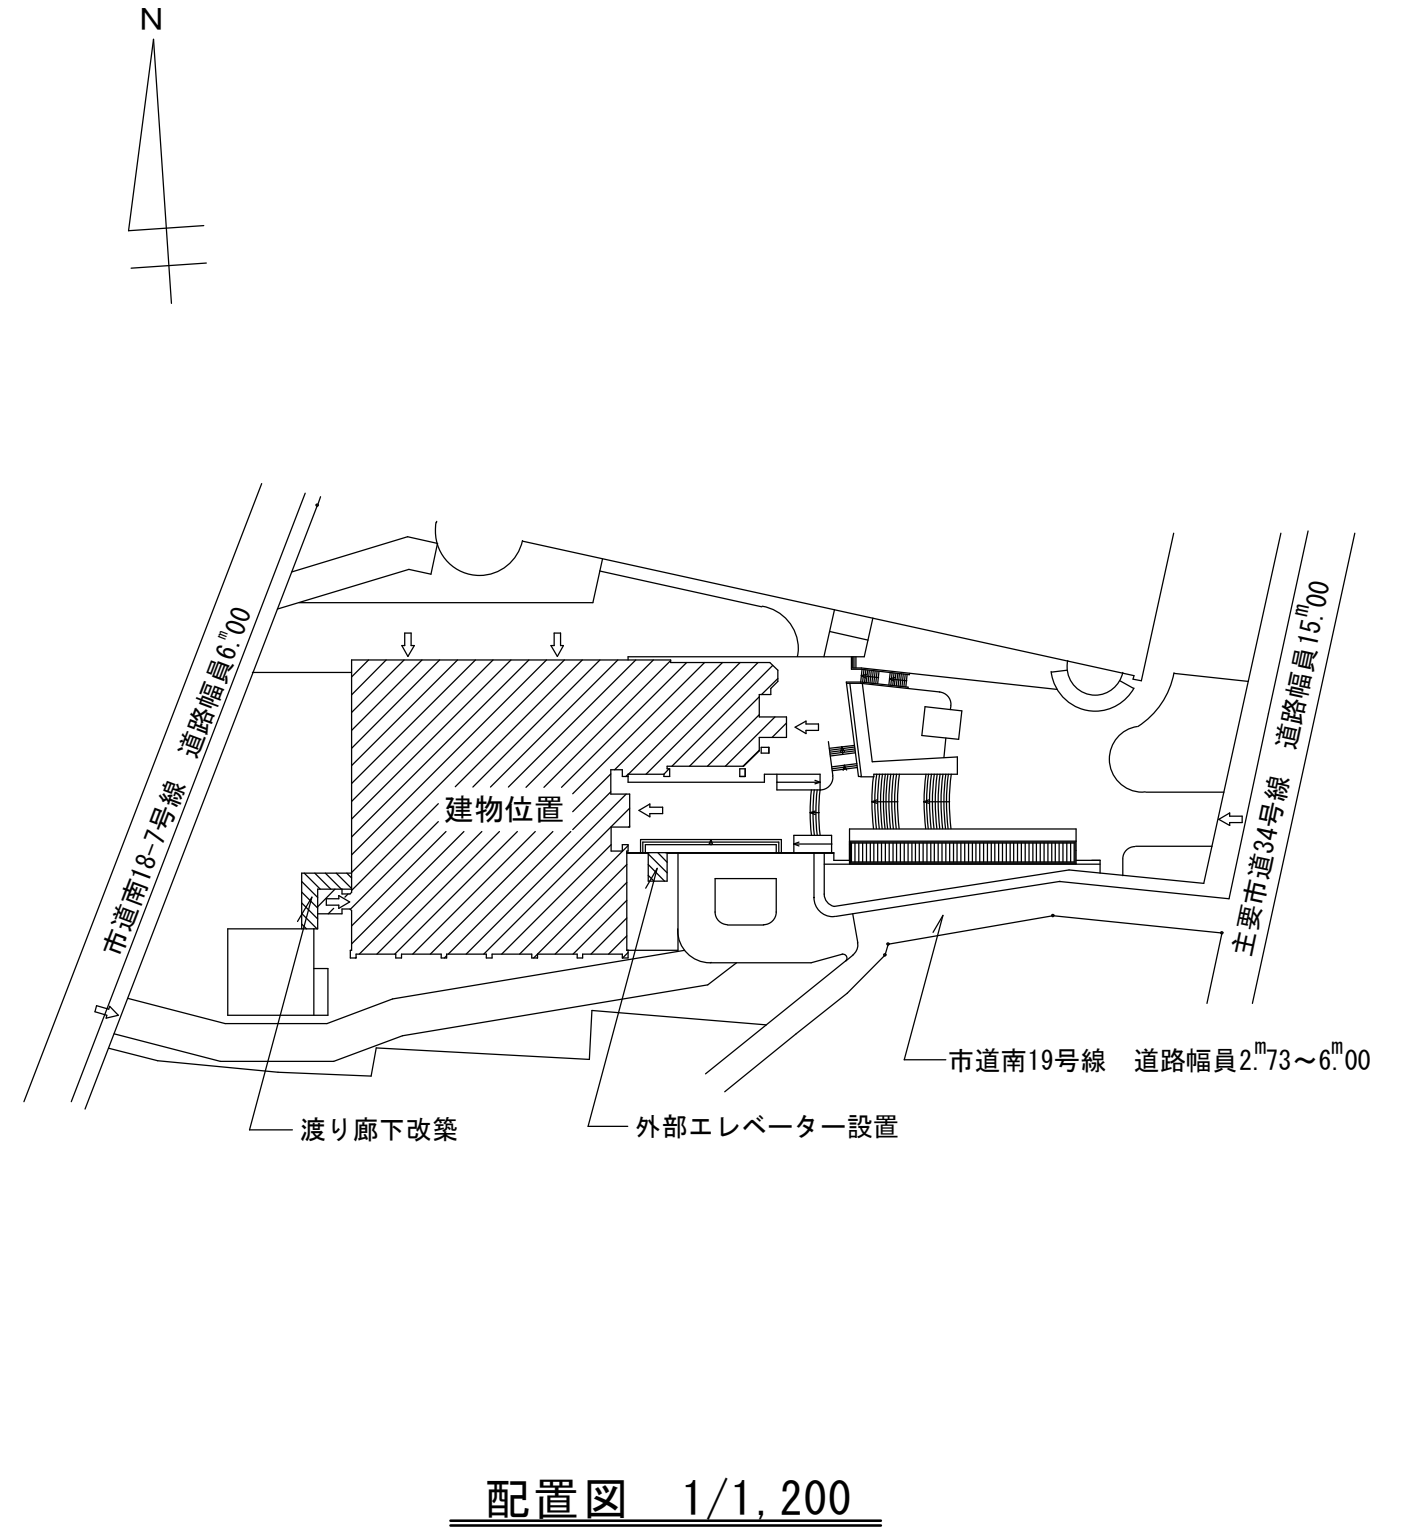 N
市道南18-7号線　道路幅員6.ᵐ00
主要市道34号線　道路幅員15.ᵐ00
建物位置
市道南19号線　道路幅員2.ᵐ73～6.ᵐ00
渡り廊下改築
外部エレベーター設置
配置図　1/1,200